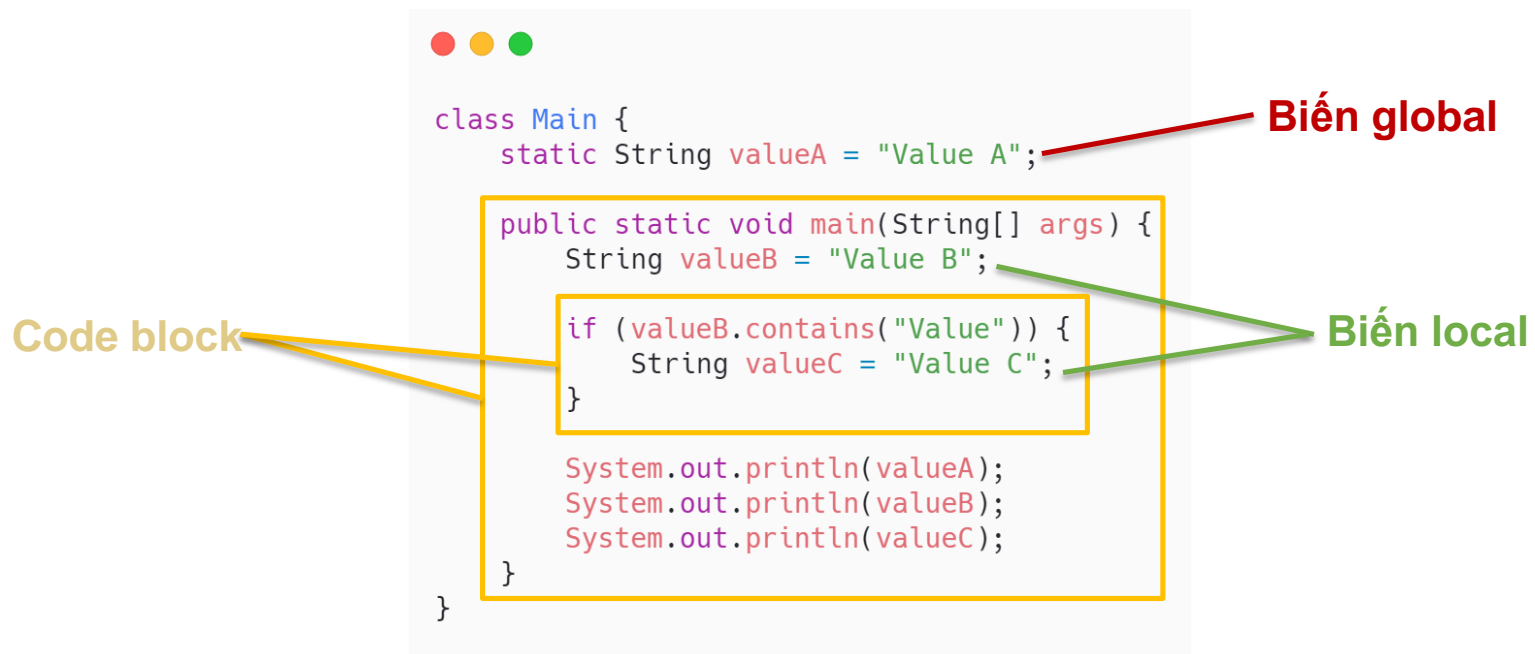 class Main {
static String valueA = "Value A";
Biến global
public static void main(String[] args) {
String valueB = "Value B";
if (valueB.contains("Value")) {
String valueC = "Value C";
}
Code block
Biến local
System.out.println(valueA);
System.out.println(valueB);
System.out.println(valueC);
}
}